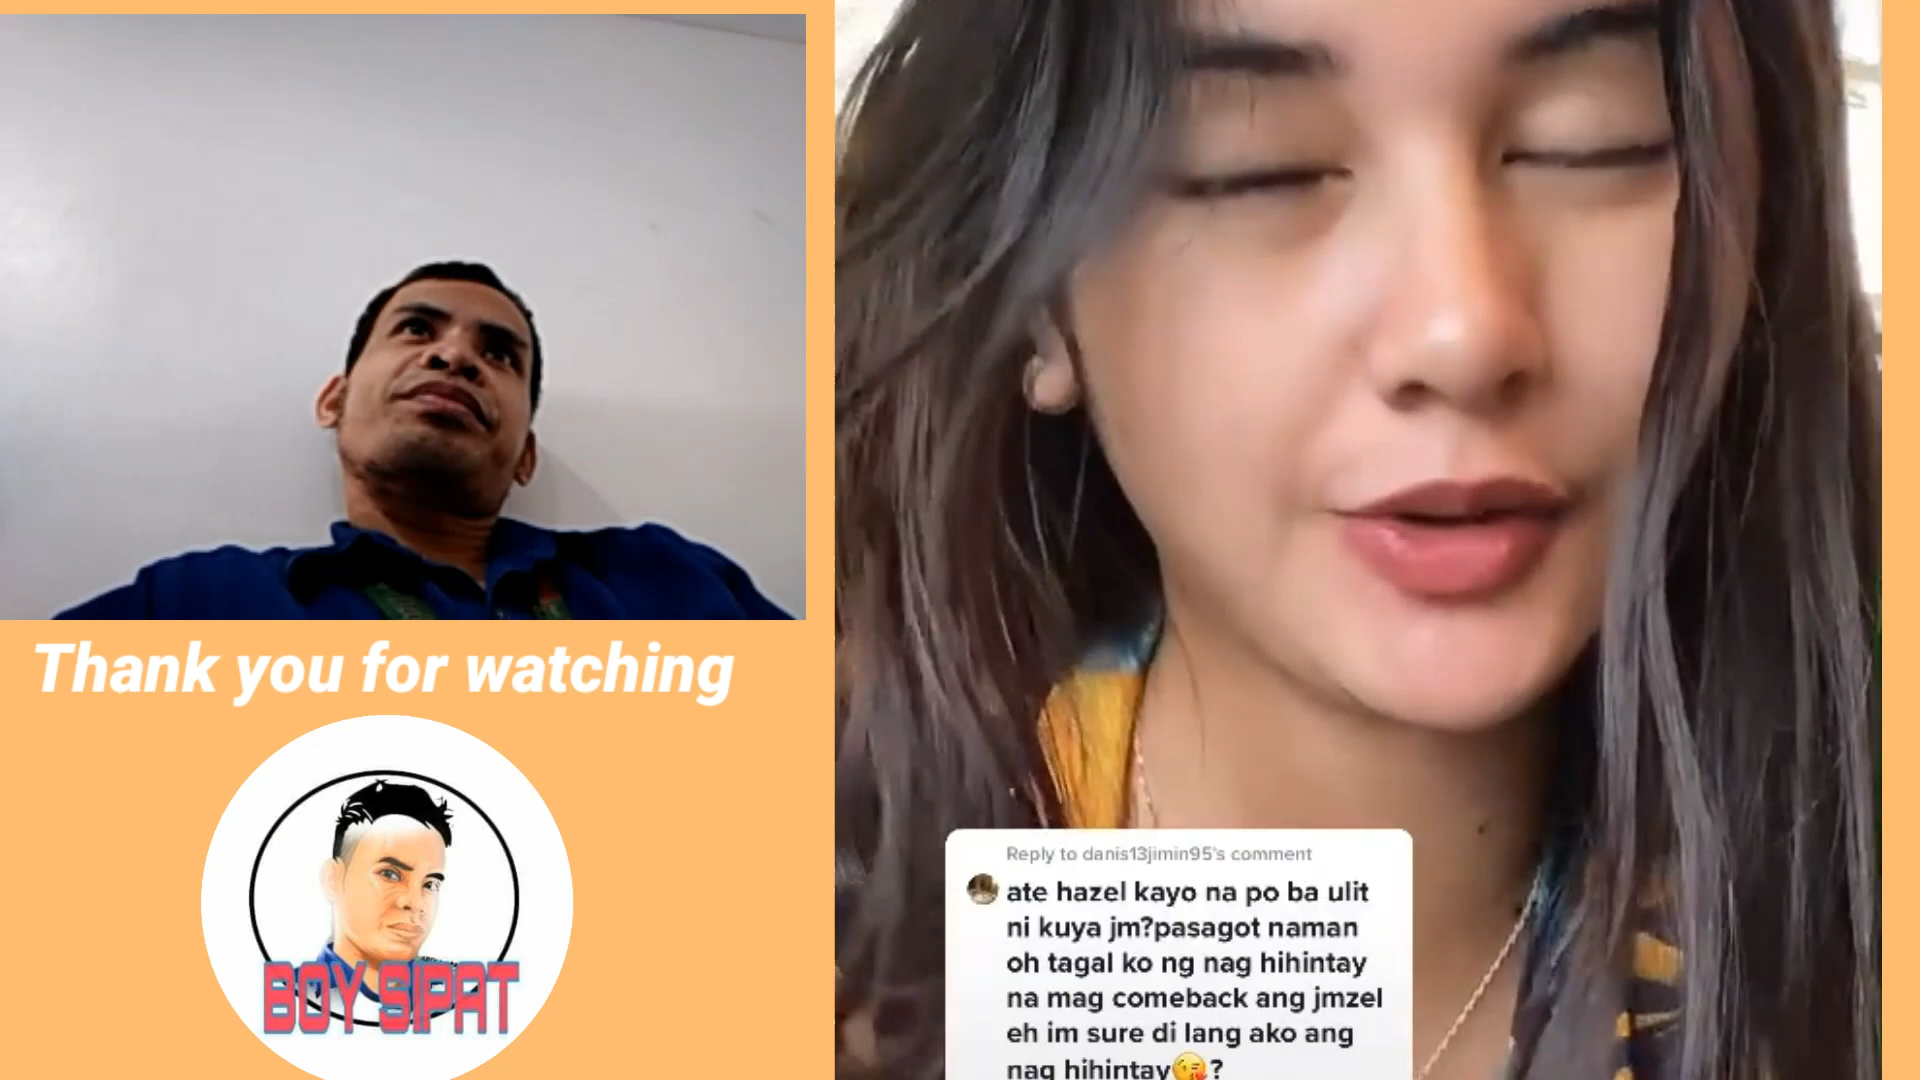 Thank you for watching
BOY SIPAT
Reply to danis13jimin95's comment
ate hazel kayo na po ba ulit
ni kuya jm?pasagot naman
oh tagal ko ng nag hihintay
na mag comeback ang jmzel
eh im sure di lang ako ang
nag hihintay😘?